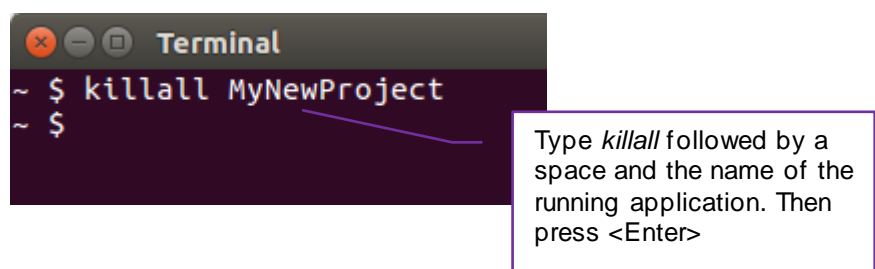 Terminal
~ $ killall MyNewProject
~ $
Type killall followed by a
space and the name of the
running application. Then
press <Enter>